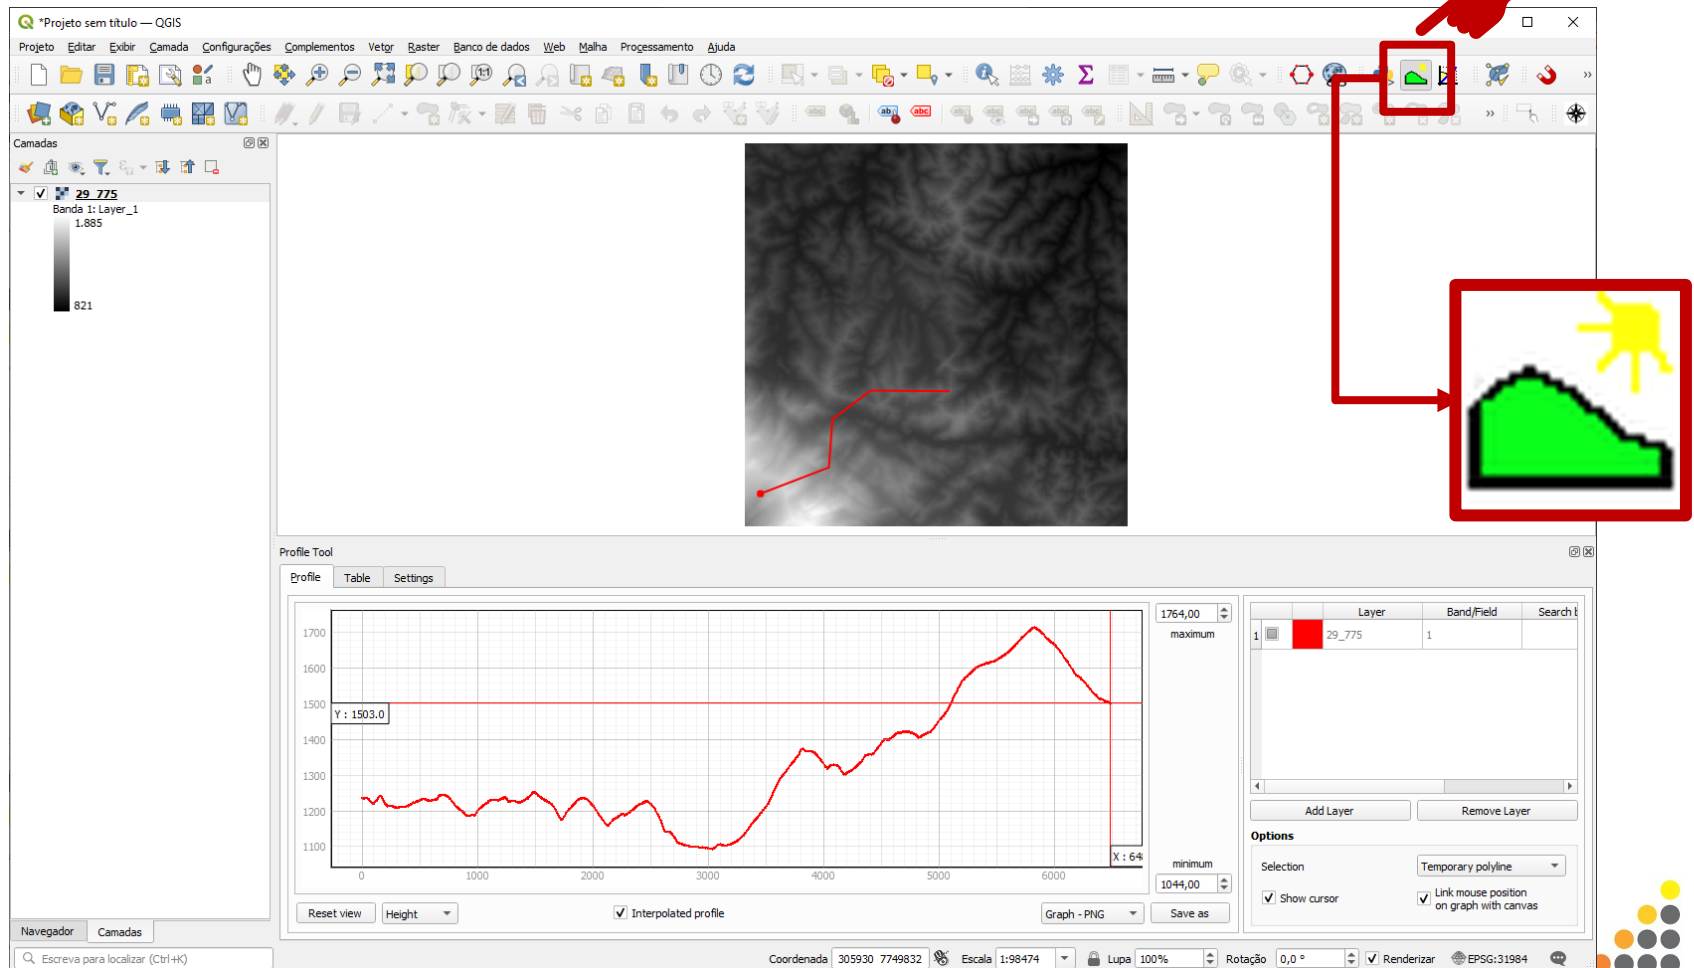 *Projeto sem título — QGIS
Projeto Editar Exibir Camada Configurações Complementos Vetor Raster Banco de dados Web Malha Processamento Ajuda
Camadas
29_775
Banda 1: Layer_1
1.885
821
Profile Tool
Profile Table Settings
1700
1600
1500
1400
1300
1200
1100
Y : 1503.0
X : 64
0 1000 2000 3000 4000 5000 6000
1764,00
maximum
minimum
1044,00
Layer Band/Field Search b
1 29_775 1
Add Layer Remove Layer
Options
Selection Temporary polyline
Show cursor
Link mouse position
on graph with canvas
Reset view Height Interpolated profile Graph - PNG Save as
Navegador Camadas
Escreva para localizar (Ctrl+K)
Coordenada 305930 7749832 Escala 1:98474 Lupa 100% Rotação 0,0 ° Renderizar EPSG:31984